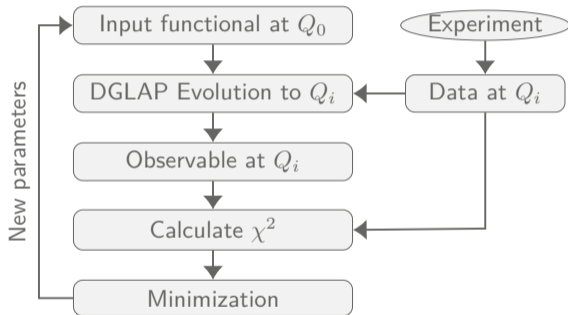 Input functional at Q₀
Experiment
DGLAP Evolution to Qᵢ
Data at Qᵢ
Observable at Qᵢ
Calculate χ²
Minimization
New parameters